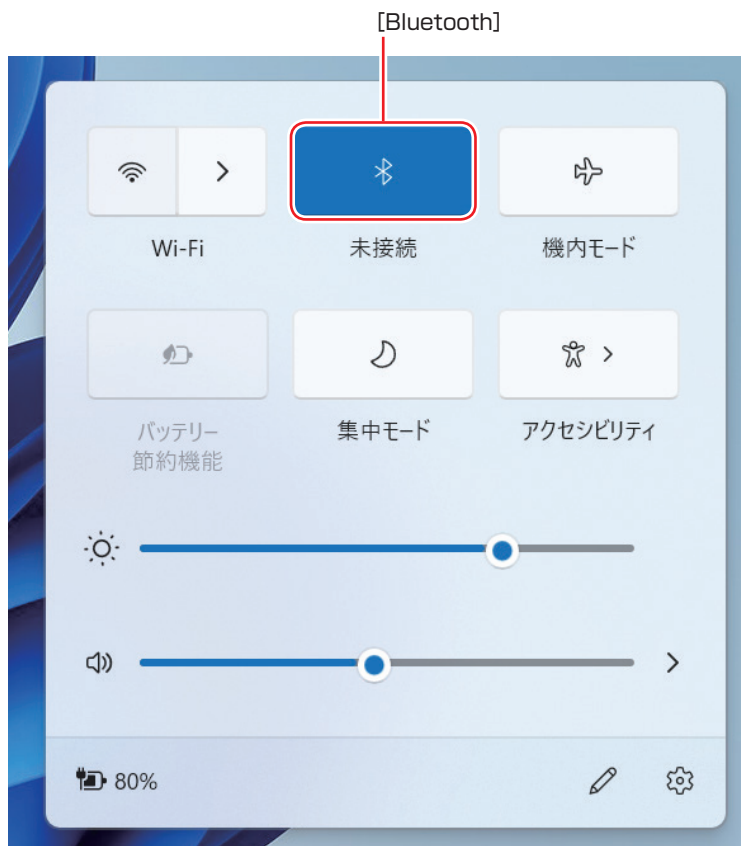 [Bluetooth]
Wi-Fi
未接続
機内モード
バッテリー
節約機能
集中モード
アクセシビリティ
80%